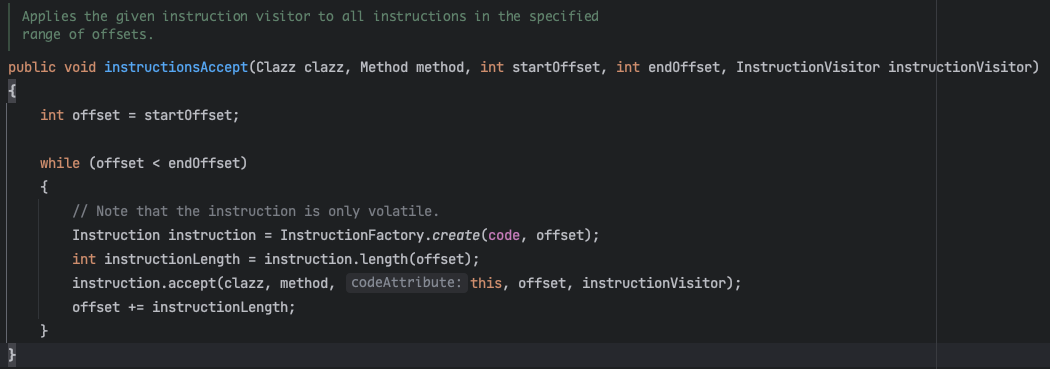 Applies the given instruction visitor to all instructions in the specified
range of offsets.
public void instructionsAccept(Clazz clazz, Method method, int startOffset, int endOffset, InstructionVisitor instructionVisitor)
{
    int offset = startOffset;
    while (offset < endOffset)
    {
        // Note that the instruction is only volatile.
        Instruction instruction = InstructionFactory.create(code, offset);
        int instructionLength = instruction.length(offset);
        instruction.accept(clazz, method, codeAttribute: this, offset, instructionVisitor);
        offset += instructionLength;
    }
}